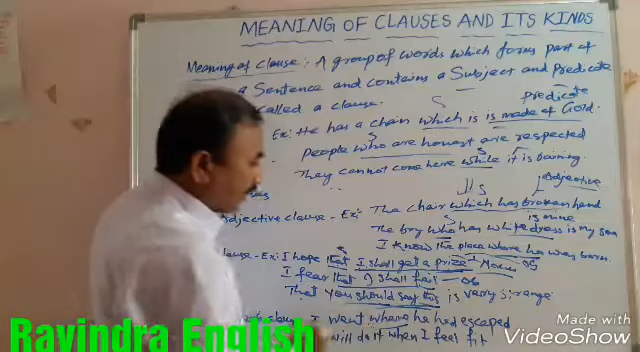 MEANING OF CLAUSES AND ITS KINDS
Meaning of clause:- A group of words which forms part of
a Sentence and contains a Subject and Predicate
called a clause.
S predicate
Ex: He has a chain which is is made of Gold.
People who are honest are respected
They cannot come here while it is raining.
S Adjective
Adjective clause - Ex: The chair which has broken hand
is mine
The boy who has white dress is my son
I know the place where he was born.
clause - Ex: I hope that I shall get a prize - Noun
I fear that I shall fail - OS
That you should say this is very strange
I went where he had escaped
will do it when I feel fit
Ravindra English
Made with
VideoShow